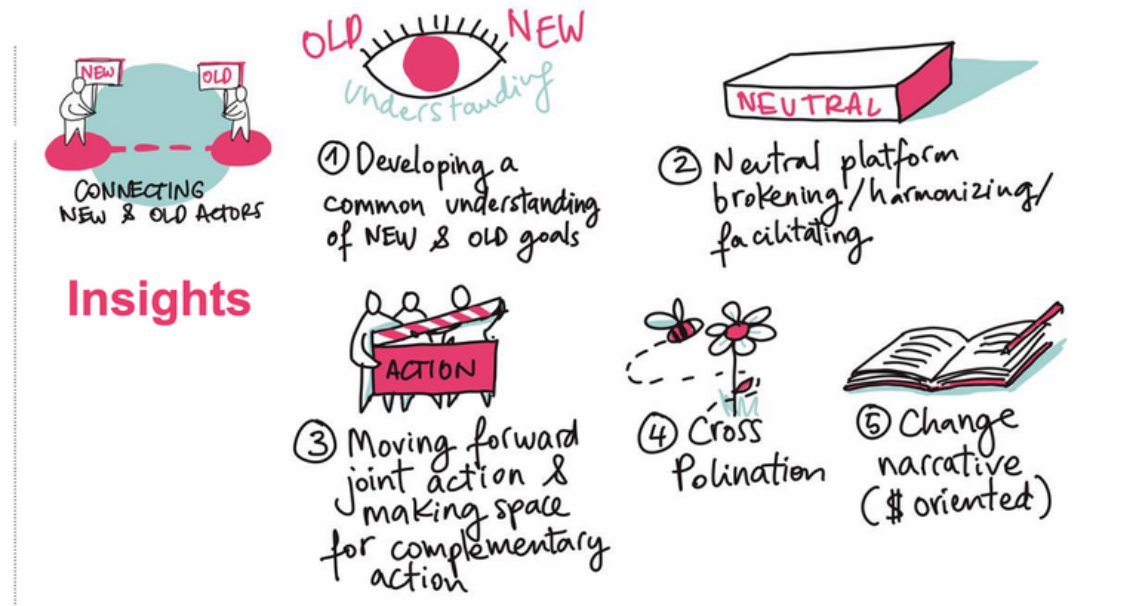 NEW
OLD
CONNECTING
NEW & OLD ACTORS
Insights
OLD NEW
understanding
① Developing a
common understanding
of NEW & OLD goals
NEUTRAL
② Neutral platform
brokening/harmonizing/
facilitating
ACTION
③ Moving forward
joint action &
making space
for complementary
action
④ Cross
Polination
⑤ Change
narrative
($ oriented)